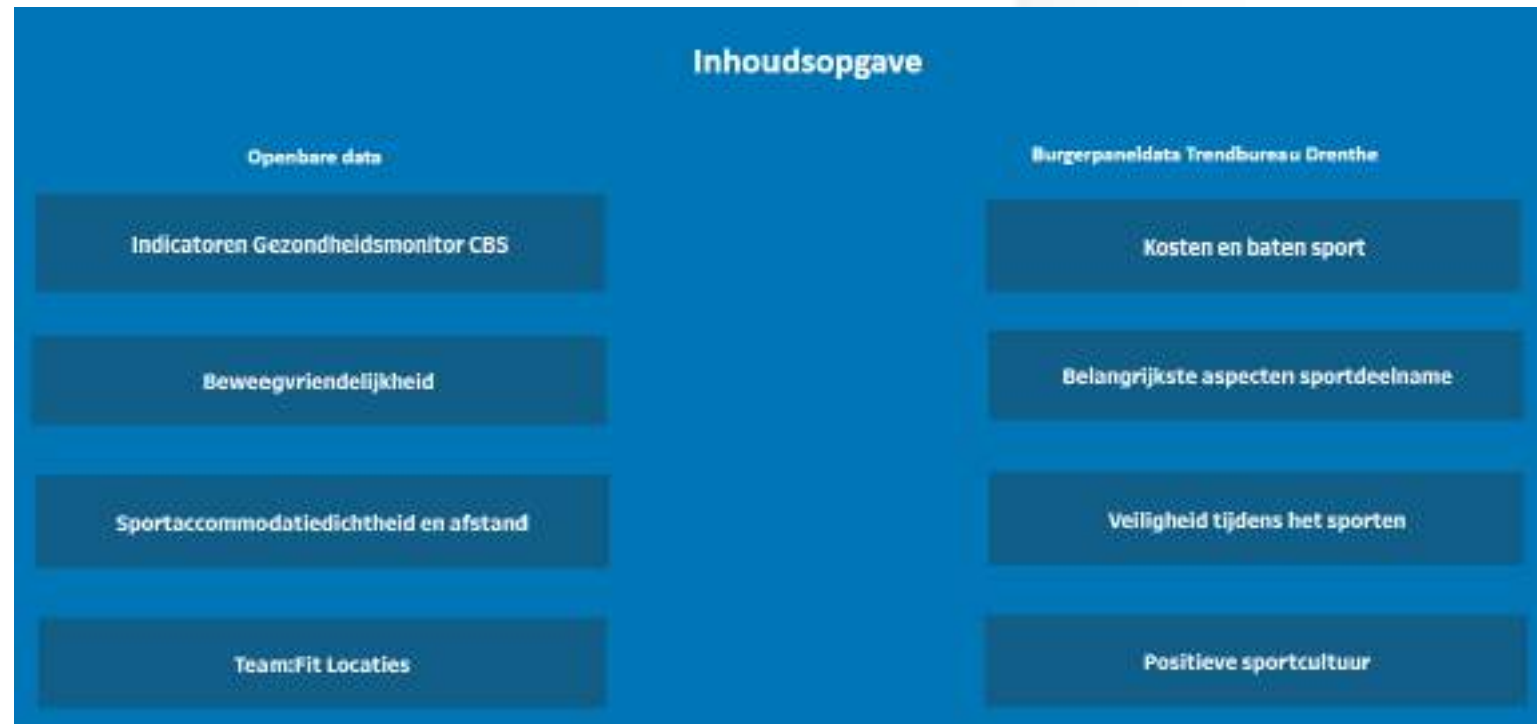 Inhoudsopgave
Openbare data
Indicatoren Gezondheidsmonitor CBS
Beweegvriendelijkheid
Sportaccommodatiedichtheid en afstand
Team:Fit Locaties
Burgerpaneldata Trendbureau Drenthe
Kosten en baten sport
Belangrijkste aspecten sportdeelname
Veiligheid tijdens het sporten
Positieve sportcultuur